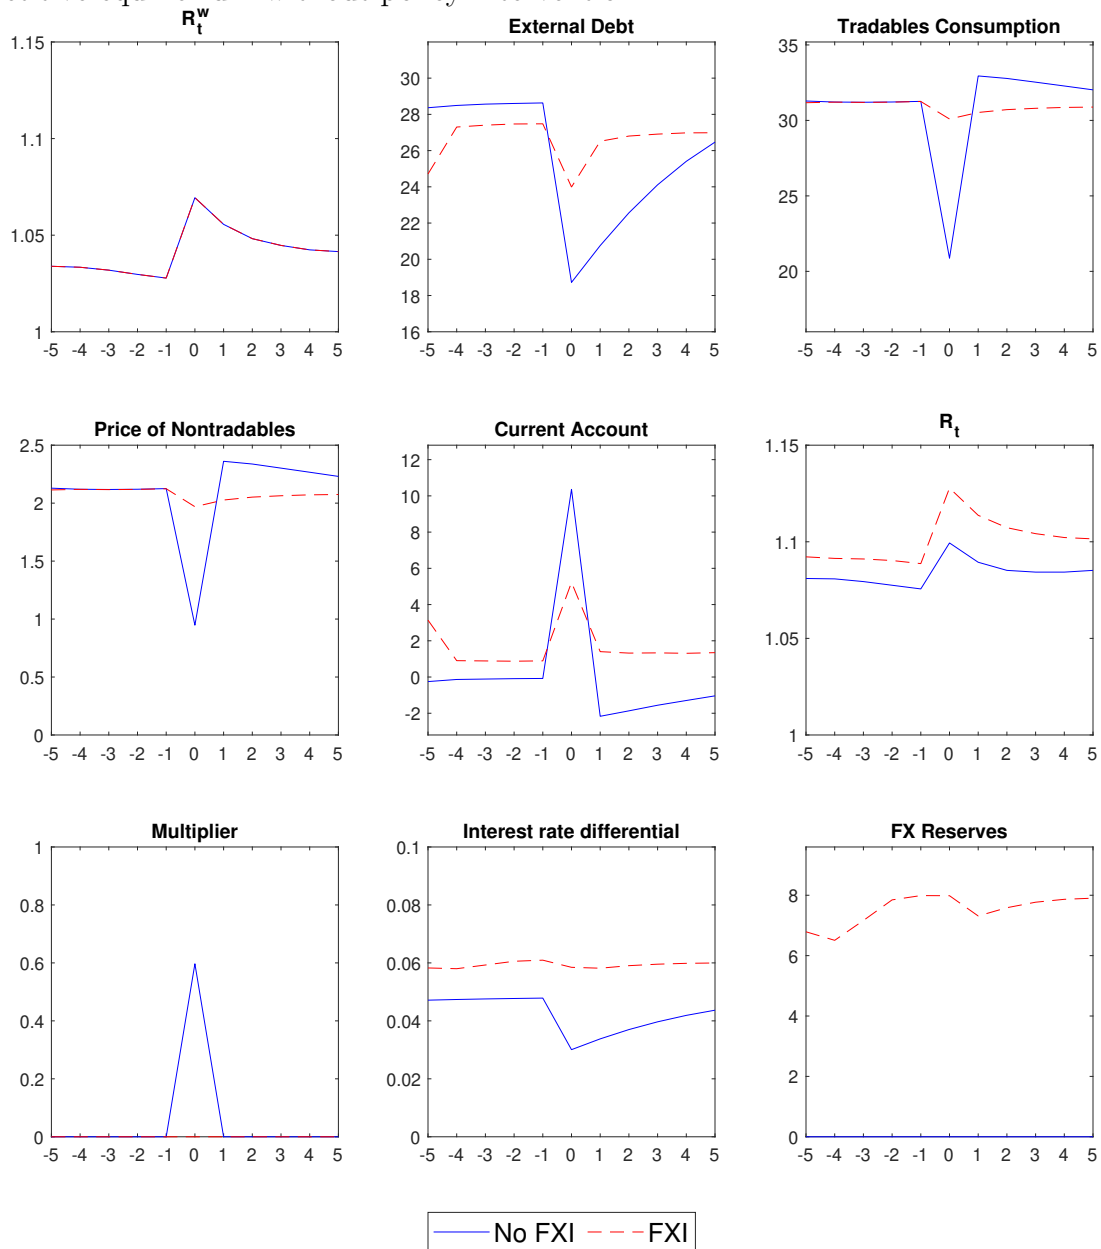 R_t^w
1.15
1.1
1.05
1
-5 -4 -3 -2 -1 0 1 2 3 4 5
External Debt
30
28
26
24
22
20
18
16
-5 -4 -3 -2 -1 0 1 2 3 4 5
Tradables Consumption
35
30
25
20
-5 -4 -3 -2 -1 0 1 2 3 4 5
Price of Nontradables
2.5
2
1.5
1
0.5
0
-5 -4 -3 -2 -1 0 1 2 3 4 5
Current Account
12
10
8
6
4
2
0
-2
-5 -4 -3 -2 -1 0 1 2 3 4 5
R_t
1.15
1.1
1.05
1
-5 -4 -3 -2 -1 0 1 2 3 4 5
Multiplier
1
0.8
0.6
0.4
0.2
0
-5 -4 -3 -2 -1 0 1 2 3 4 5
Interest rate differential
0.1
0.08
0.06
0.04
0.02
0
-5 -4 -3 -2 -1 0 1 2 3 4 5
FX Reserves
8
6
4
2
0
-5 -4 -3 -2 -1 0 1 2 3 4 5
No FXI FXI